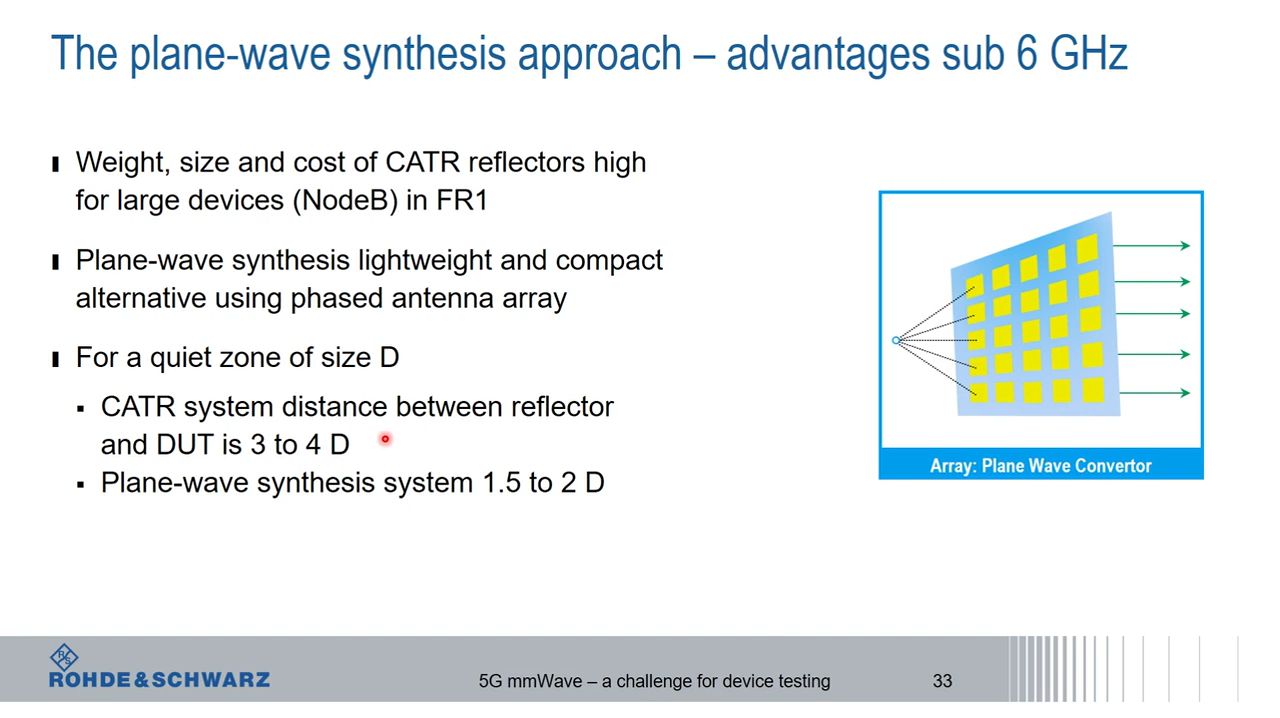 The plane-wave synthesis approach – advantages sub 6 GHz
Weight, size and cost of CATR reflectors high
for large devices (NodeB) in FR1
Plane-wave synthesis lightweight and compact
alternative using phased antenna array
For a quiet zone of size D
CATR system distance between reflector
and DUT is 3 to 4 D
Plane-wave synthesis system 1.5 to 2 D
Array: Plane Wave Convertor
R S
ROHDE&SCHWARZ
5G mmWave – a challenge for device testing
33